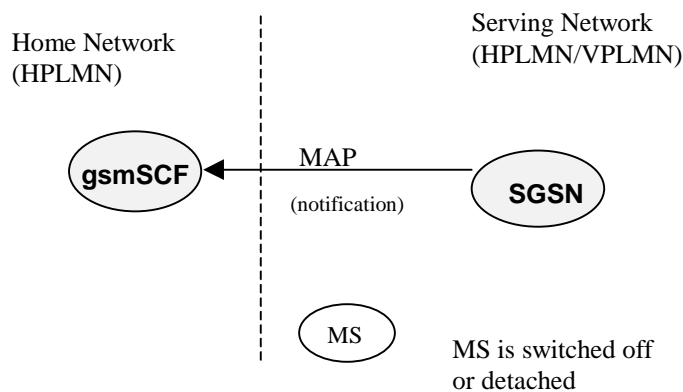 Home Network
(HPLMN)
Serving Network
(HPLMN/VPLMN)
gsmSCF
MAP
(notification)
SGSN
MS
MS is switched off
or detached